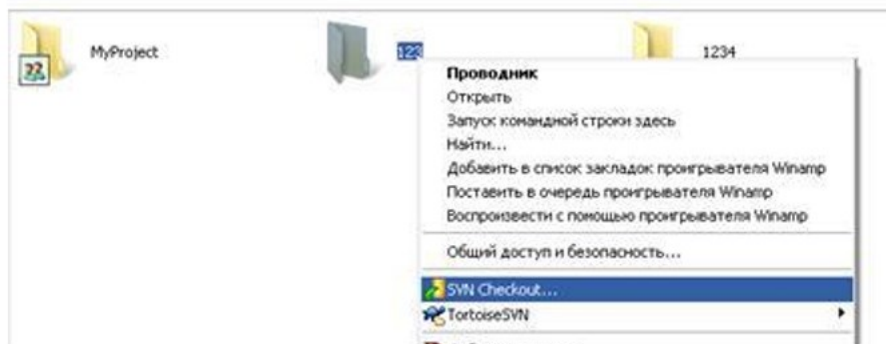 MyProject
123
1234
Проводник
Открыть
Запуск командной строки здесь
Найти...
Добавить в список закладок проигрывателя Winamp
Поставить в очередь проигрывателя Winamp
Воспроизвести с помощью проигрывателя Winamp
Общий доступ и безопасность...
SVN Checkout...
TortoiseSVN